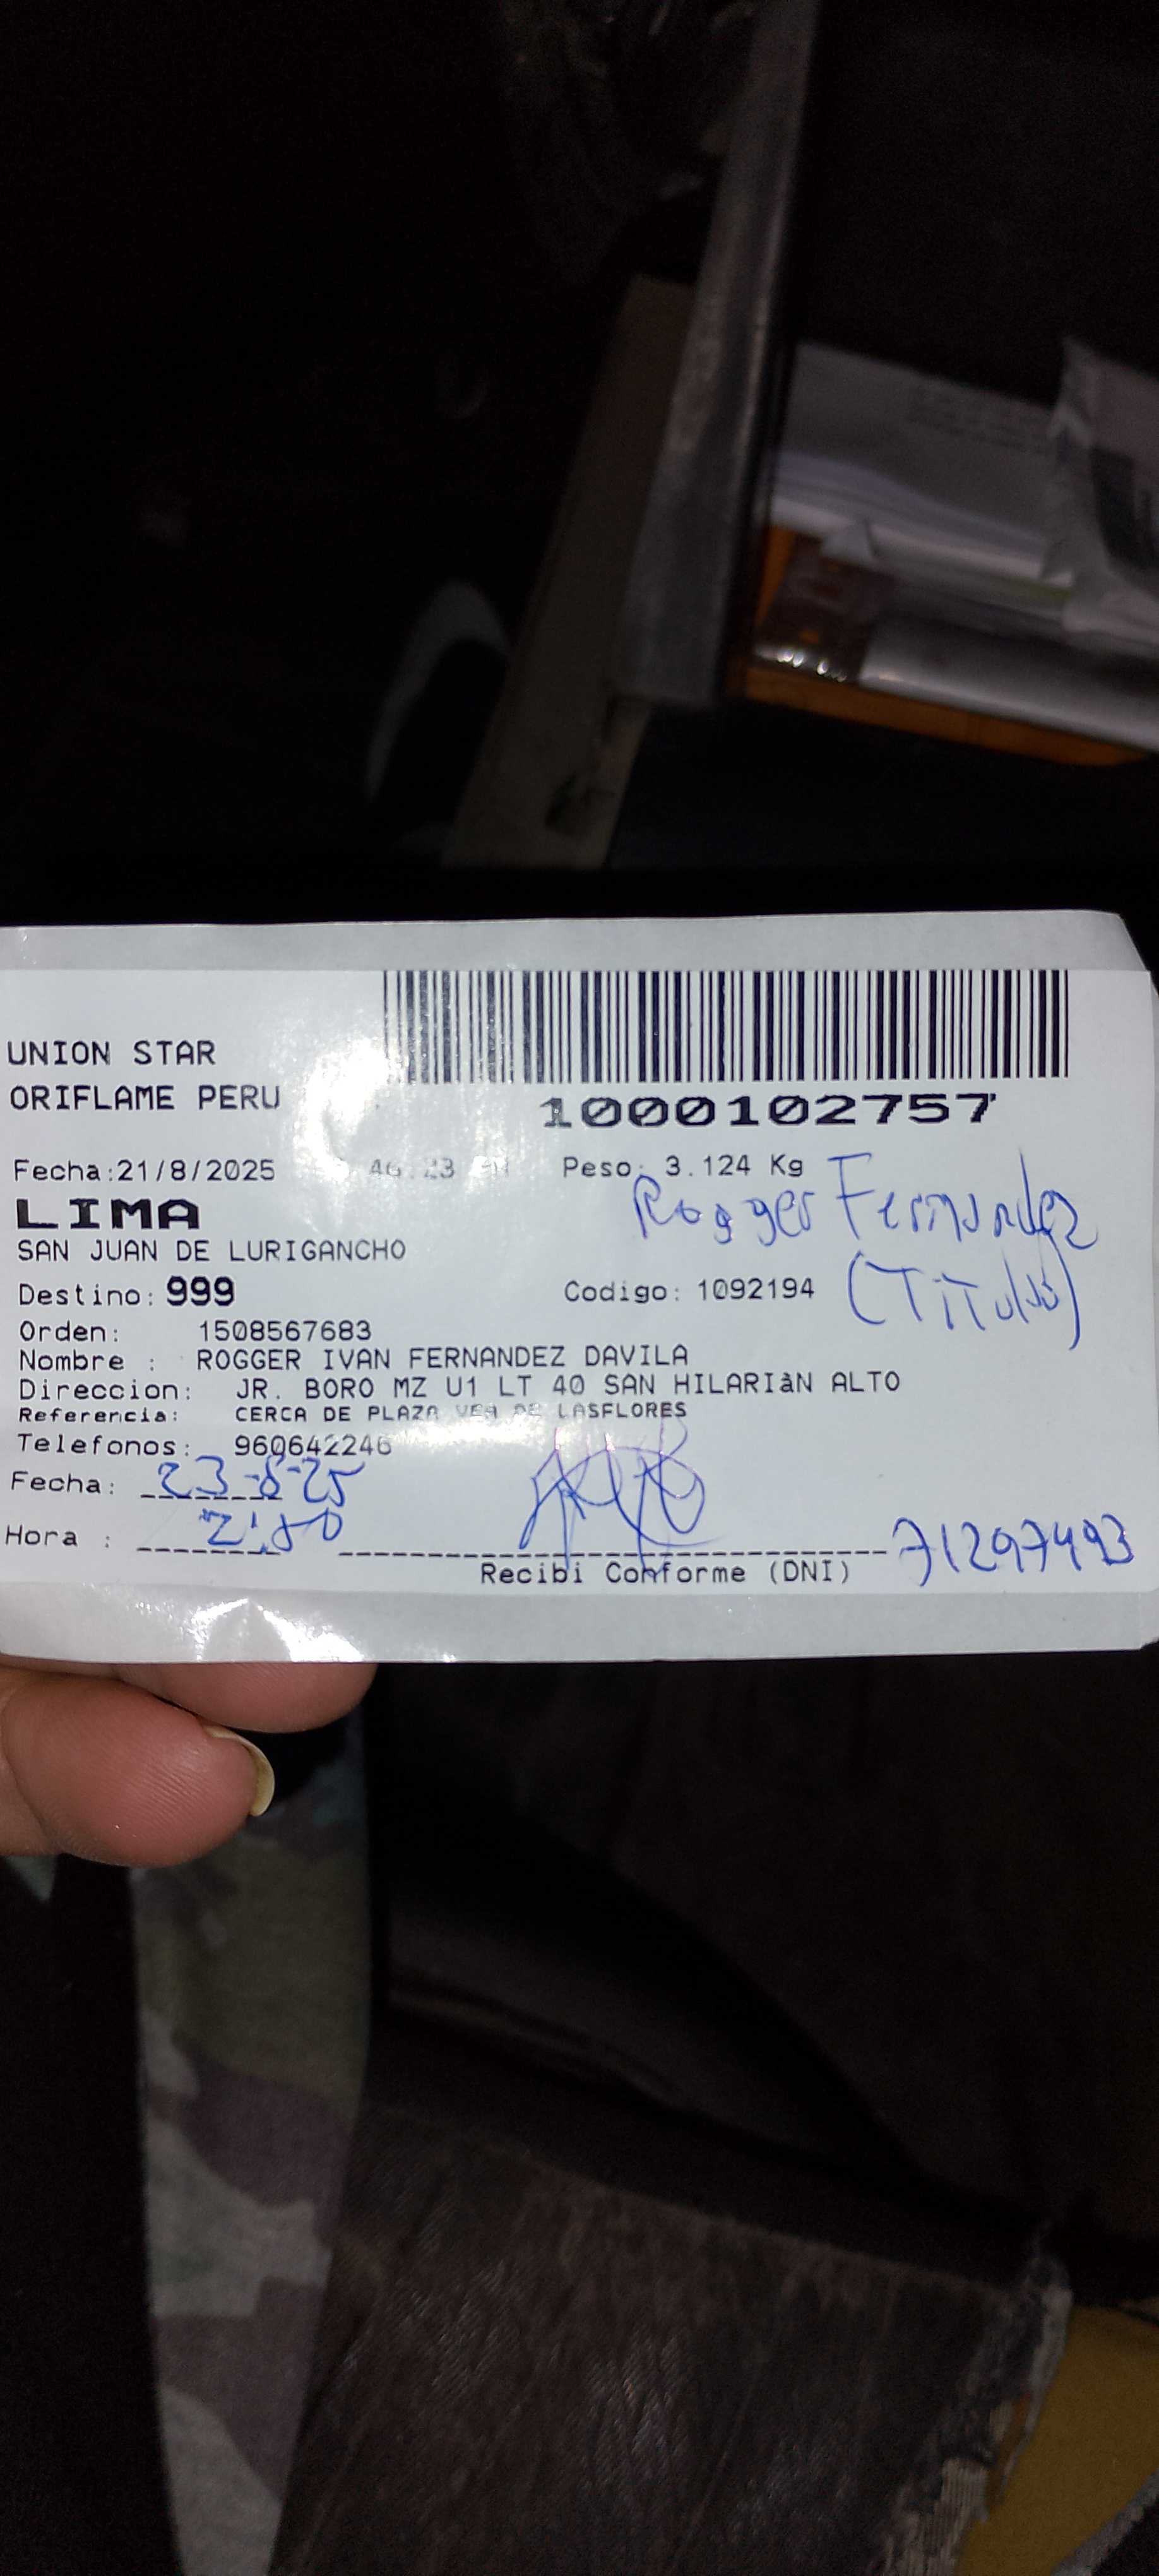 UNION STAR
ORIFLAME PERU
1000102757
Fecha:21/8/2025 Peso: 3.124 Kg
Rogger Fernandez
LIMA
SAN JUAN DE LURIGANCHO
Destino: 999 Codigo: 1092194 (Titular)
Orden: 1508567683
Nombre : ROGGER IVAN FERNANDEZ DAVILA
Direccion: JR. BORO MZ U1 LT 40 SAN HILARIàN ALTO
Referencia: CERCA DE PLAZA VEA DE LASFLORES
Telefonos: 960642246
Fecha: 23-8-25
Hora :
71297493
Recibi Conforme (DNI)